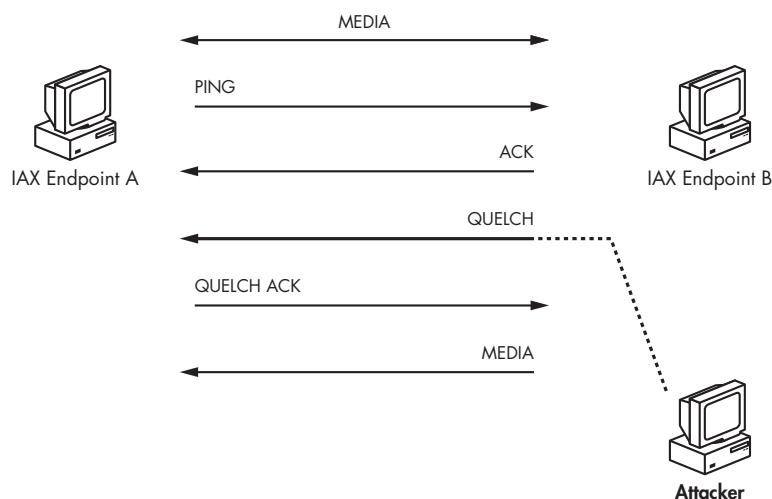 MEDIA
PING
ACK
IAX Endpoint A
IAX Endpoint B
QUELCH
QUELCH ACK
MEDIA
Attacker